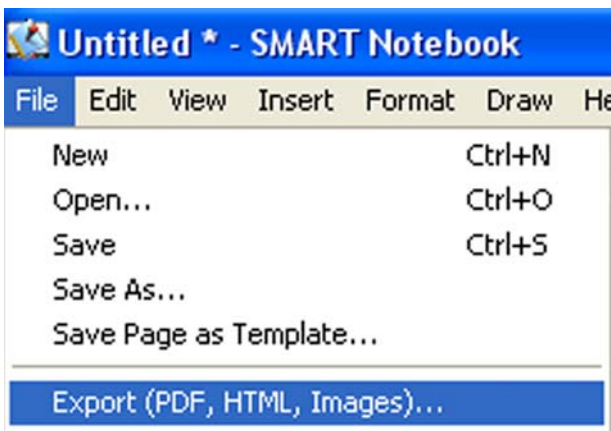 Untitled * - SMART Notebook
File Edit View Insert Format Draw He
New Ctrl+N
Open... Ctrl+O
Save Ctrl+S
Save As...
Save Page as Template...
Export (PDF, HTML, Images)...